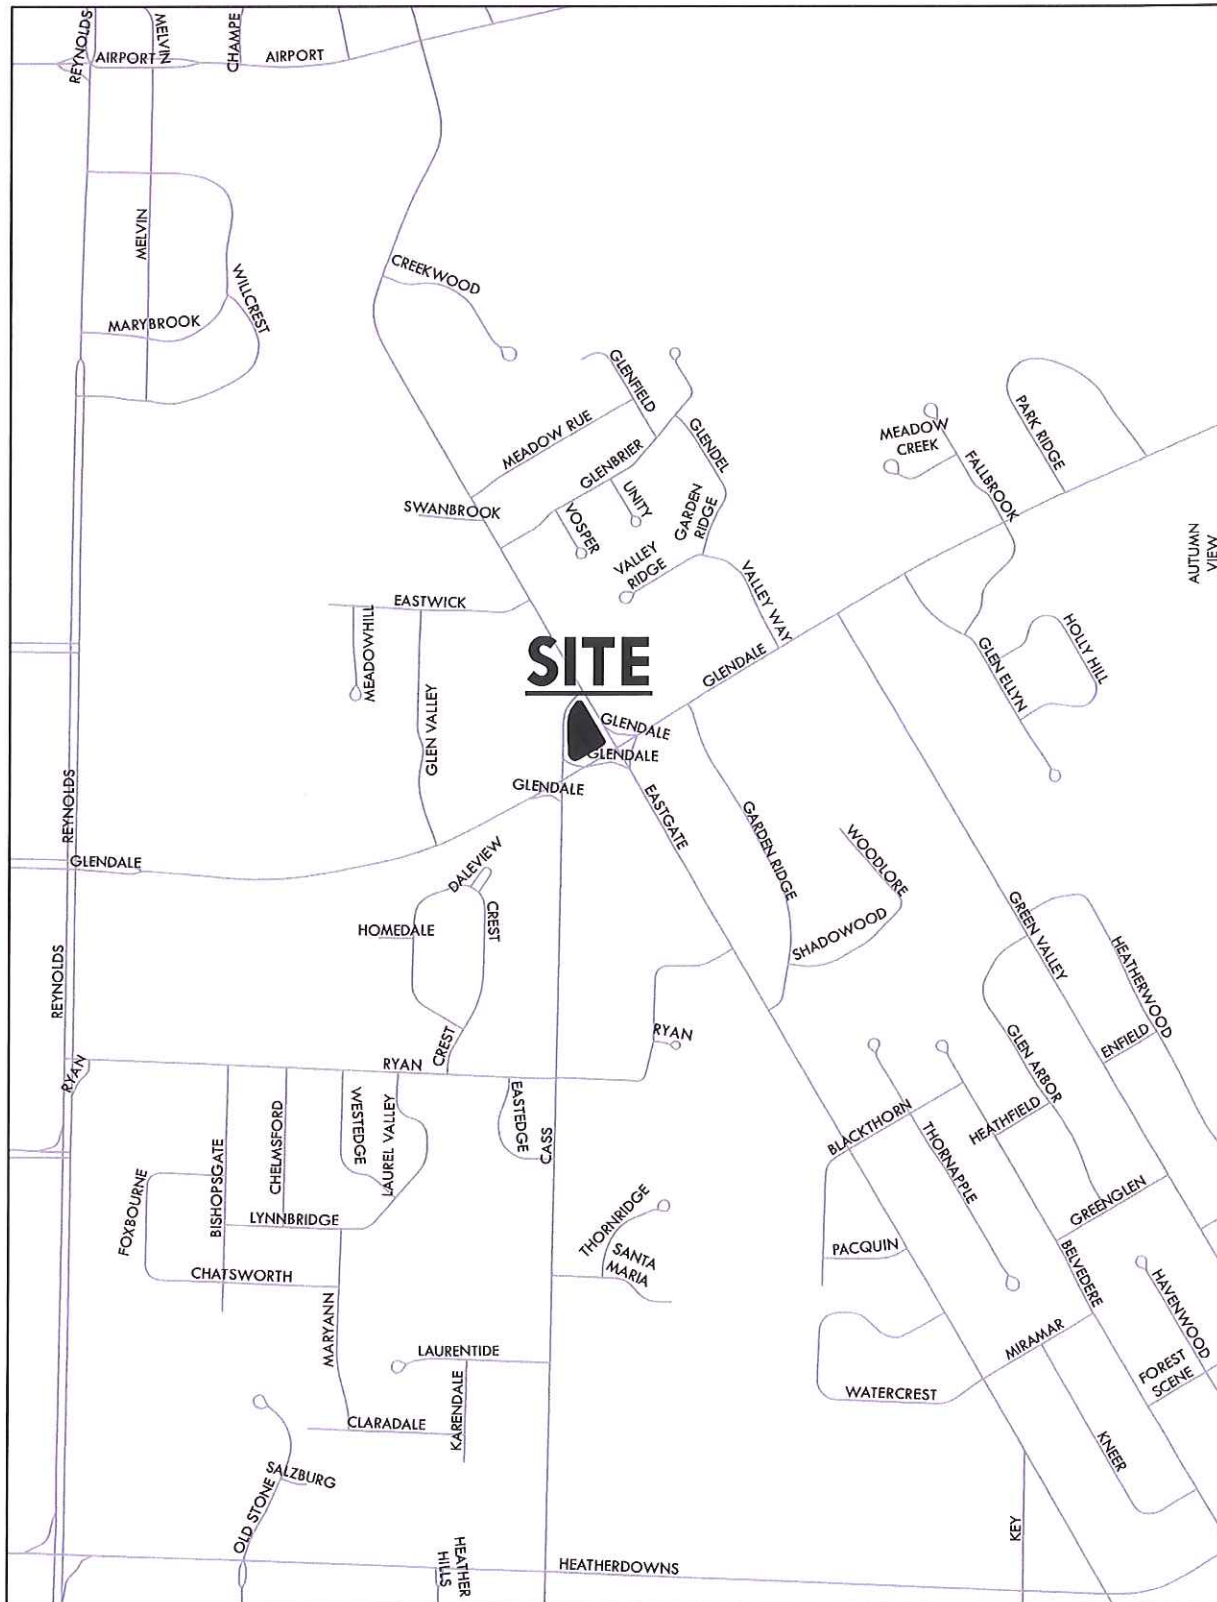 REYNOLDS
MELVIN
CHAMPE
AIRPORT
AIRPORT
MELVIN
WILLCREST
MARYBROOK
CREEKWOOD
GLENFIELD
MEADOW RUE
GLENBRIER
GLENDEL
SWANBROOK
VOSPER
UNITY
GARDEN
RIDGE
VALLEY
RIDGE
VALLEY WAY
MEADOW
CREEK
FALLBROOK
PARK RIDGE
AUTUMN
VIEW
EASTWICK
MEADOWHILL
GLEN VALLEY
SITE
GLENDALE
GLENDALE
GLENDALE
GLENDALE
GLEN ELLYN
HOLLY HILL
REYNOLDS
GLENDALE
EASTGATE
GARDEN RIDGE
WOODLORE
SHADOWOOD
DALEVIEW
CREST
HOMEDALE
CREST
REYNOLDS
RYAN
RYAN
RYAN
GREEN VALLEY
HEATHERWOOD
ENFIELD
GLEN ARBOR
HEATHFIELD
BLACKTHORN
THORNAPPLE
GREENGLEN
BELVEDERE
PACQUIN
HAVENWOOD
FOREST
SCENE
MIRAMAR
WATERCREST
KNEER
KEY
EASTEDGE
CASS
WESTEDGE
LAUREL VALLEY
CHELMSFORD
BISHOPSGATE
FOXBOURNE
LYNNBRIDGE
CHATSWORTH
MARYANN
THORNRIDGE
SANTA
MARIA
LAURENTIDE
KARENDALE
CLARADALE
SALZBURG
OLD STONE
HEATHER
HILLS
HEATHERDOWNS